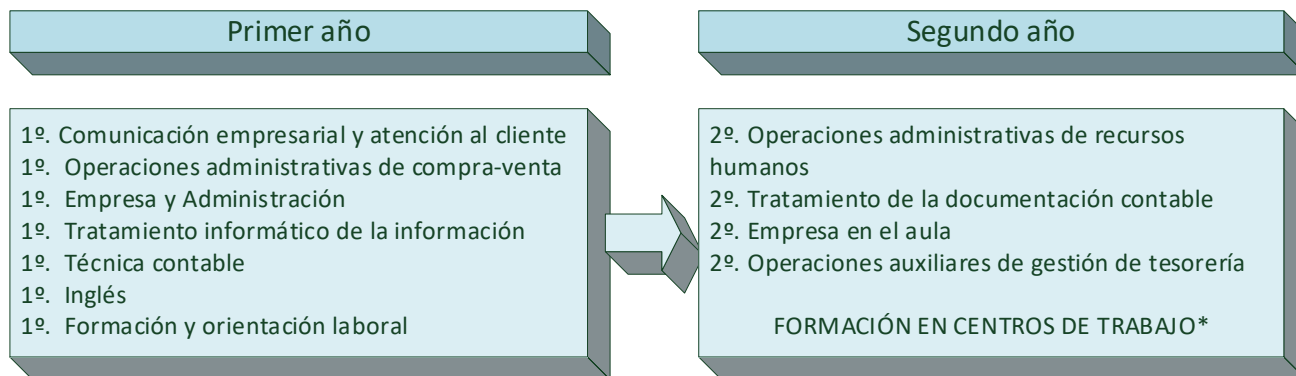 Primer año
1º. Comunicación empresarial y atención al cliente
1º. Operaciones administrativas de compra-venta
1º. Empresa y Administración
1º. Tratamiento informático de la información
1º. Técnica contable
1º. Inglés
1º. Formación y orientación laboral
Segundo año
2º. Operaciones administrativas de recursos
humanos
2º. Tratamiento de la documentación contable
2º. Empresa en el aula
2º. Operaciones auxiliares de gestión de tesorería
FORMACIÓN EN CENTROS DE TRABAJO*